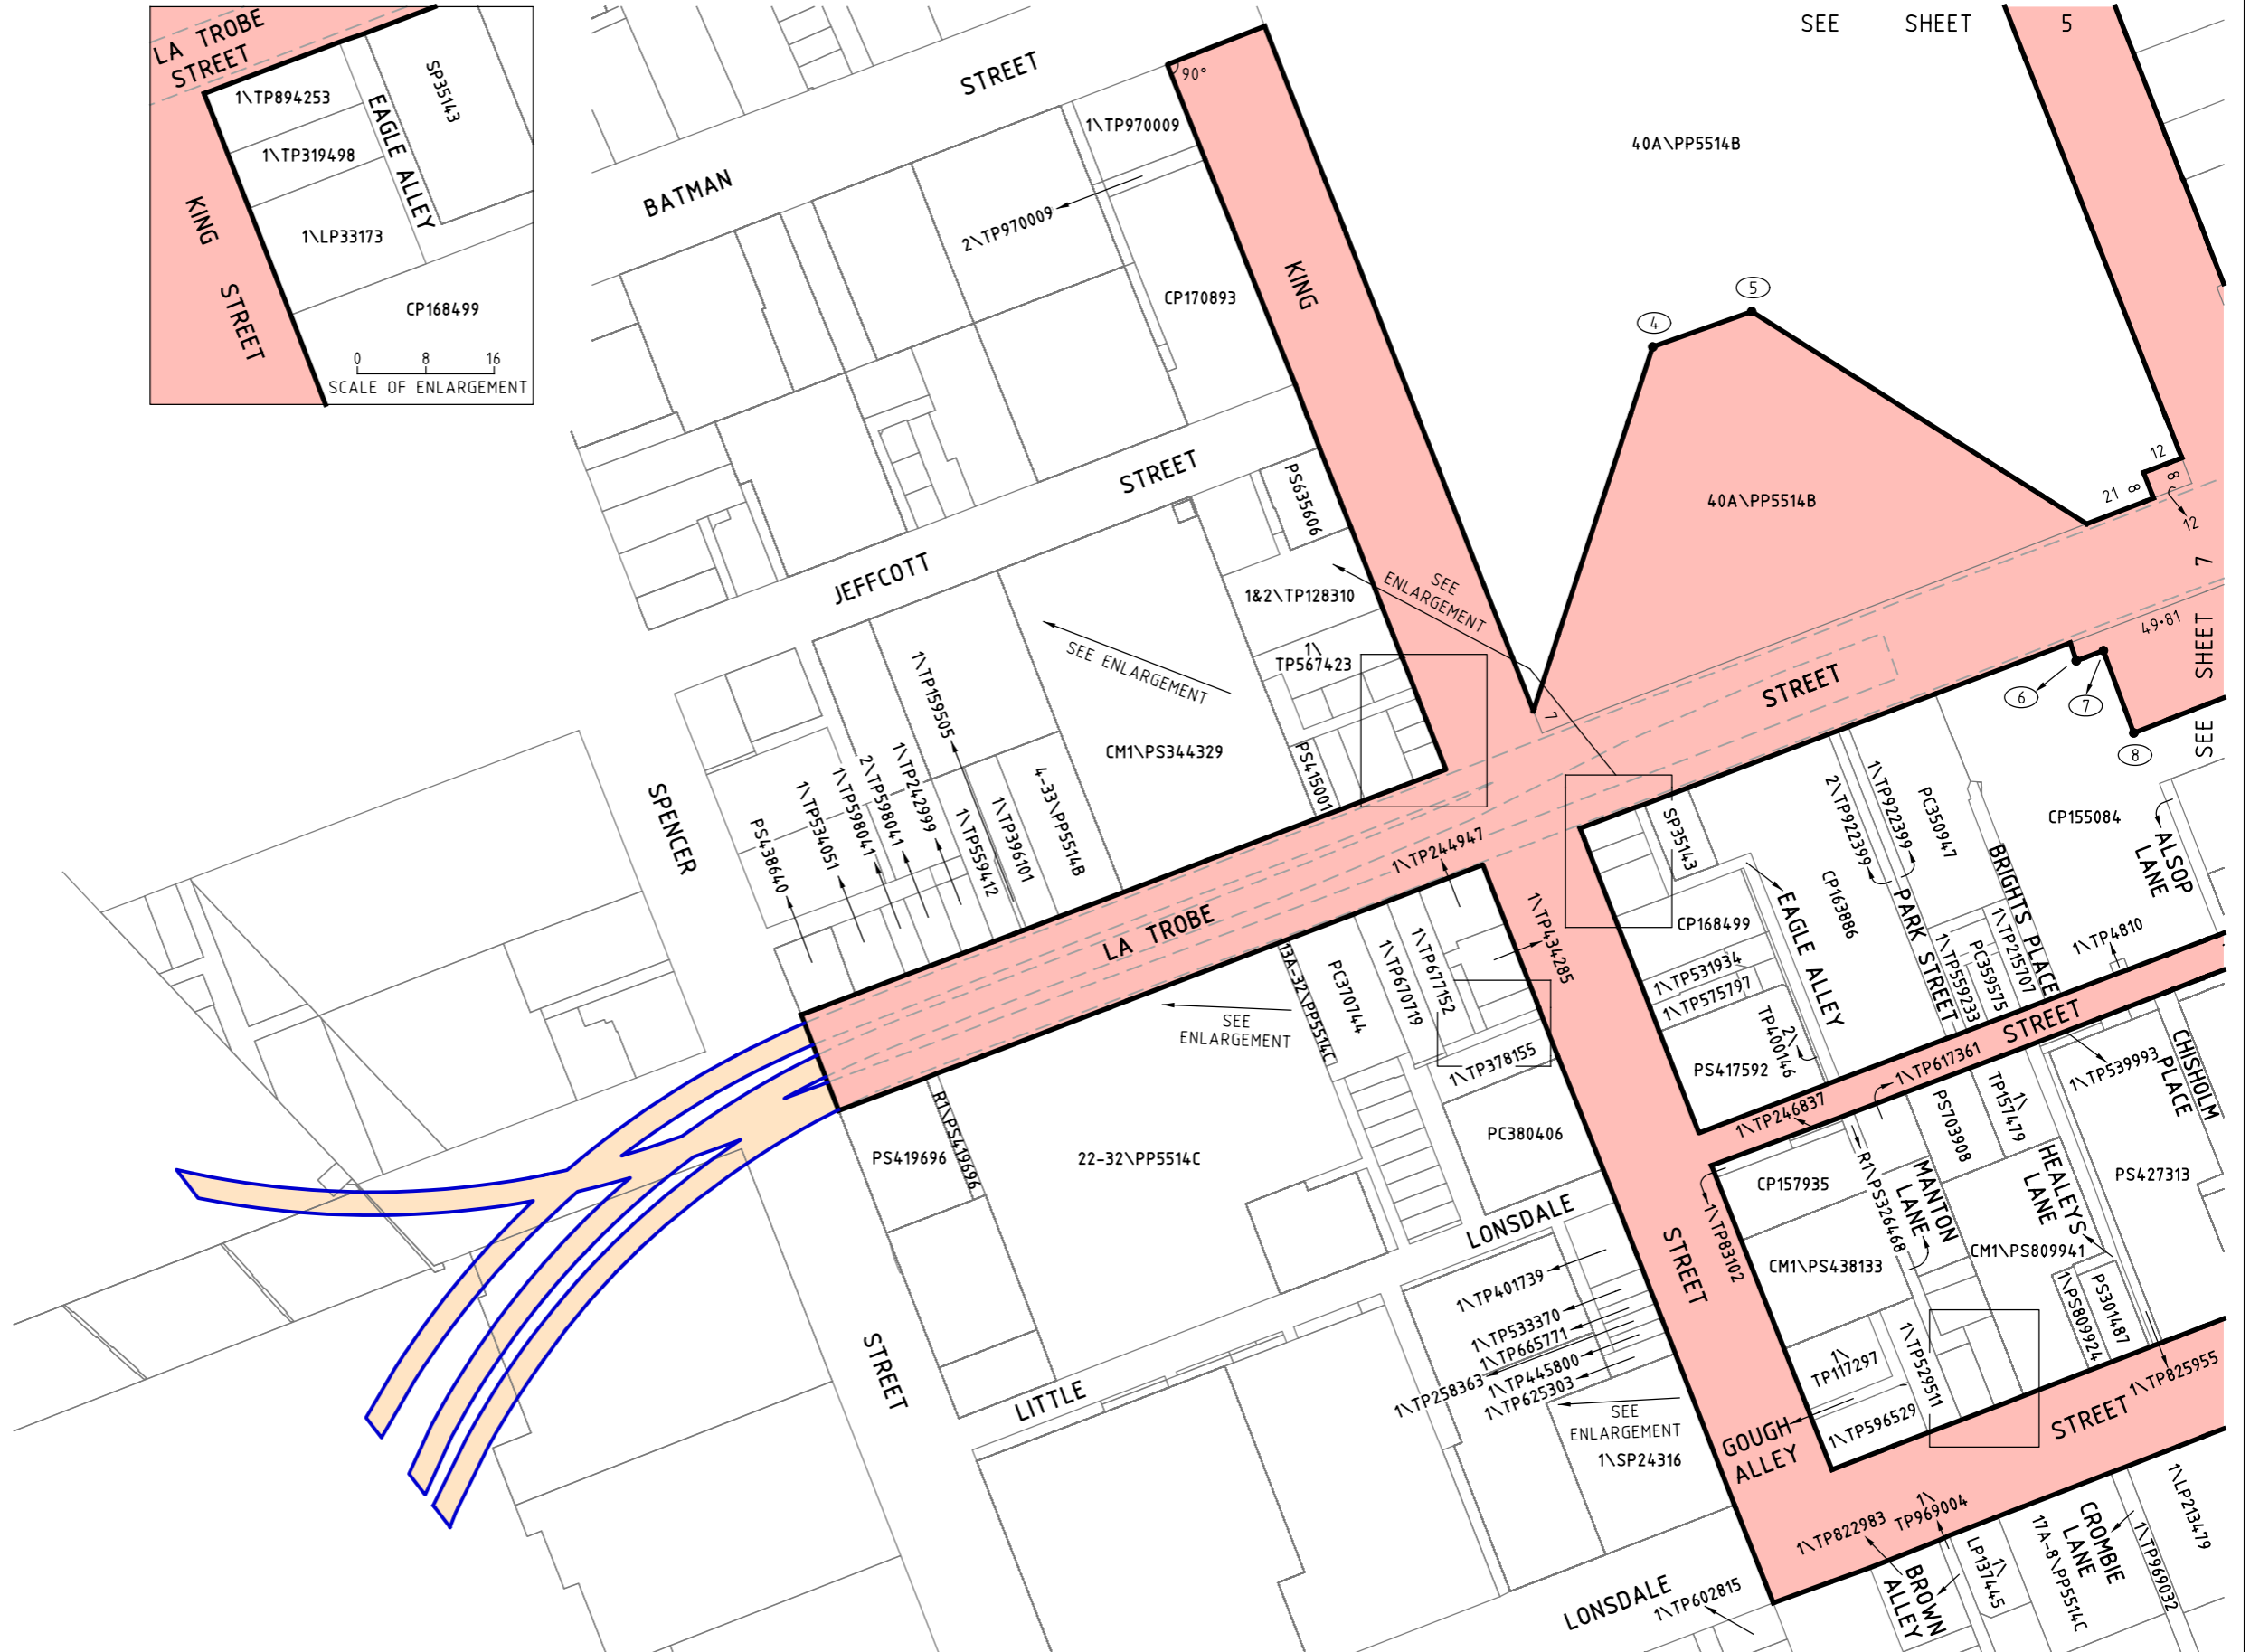 SEE SHEET 5
LA TROBE
STREET
1\TP894253
SP35143
1\TP319498
EAGLE ALLEY
1\LP33173
KING
STREET
CP168499
0 8 16
SCALE OF ENLARGEMENT
STREET
90°
1\TP970009
BATMAN
2\TP970009
KING
CP170893
40A\PP5514B
4
5
40A\PP5514B
12
8
21
8
12
STREET
PS635606
JEFFCOTT
1&2\TP128310
SEE
ENLARGEMENT
1\
TP567423
SEE ENLARGEMENT
7
49·81
SEE SHEET 7
STREET
6
7
8
SEE
CM1\PS344329
PS415001
1\TP159505
1\TP242999
2\TP598041
1\TP598041
1\TP534051
PS438640
1\TP559412
1\TP396101
4-33\PP5514B
SPENCER
LA TROBE
1\TP244947
1\TP434285
SP35143
CP168499
EAGLE ALLEY
CP163886
2\TP922399
1\TP922399
PC350947
PARK STREET
BRIGHTS PLACE
CP155084
ALSOP
LANE
1\TP4810
1\TP531934
1\TP575797
2\
TP400146
PS417592
1\TP559233
PC359575
1\TP215707
STREET
CHISHOLM
PLACE
1\TP539993
1\TP617361
1\TP246837
SEE
ENLARGEMENT
13A-32\PP5514C
PC370744
1\TP670719
1\TP677152
1\TP378155
PC380406
PS419696
R1\PS419696
22-32\PP5514C
LONSDALE
STREET
1\TP83102
CP157935
R1\PS326468
MANTON
LANE
PS703908
1\
TP157479
HEALEYS
LANE
PS427313
CM1\PS438133
CM1\PS809941
1\PS809924
PS301487
1\TP401739
1\TP533370
1\TP665771
1\TP258363
1\TP445800
1\TP625303
SEE
ENLARGEMENT
1\SP24316
STREET
LITTLE
1\
TP117297
1\TP529511
1\TP596529
GOUGH
ALLEY
STREET
1\TP825955
1\TP822983
1\
TP969004
1\
LP137445
BROWN
ALLEY
17A-8\PP5514C
CROMBIE
LANE
1\TP969032
1\LP213479
LONSDALE
1\TP602815